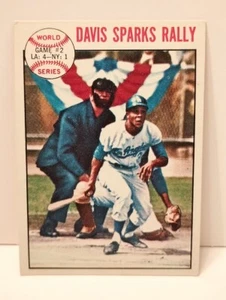 WORLD
GAME #2
LA: 4-NY: 1
SERIES
DAVIS SPARKS RALLY